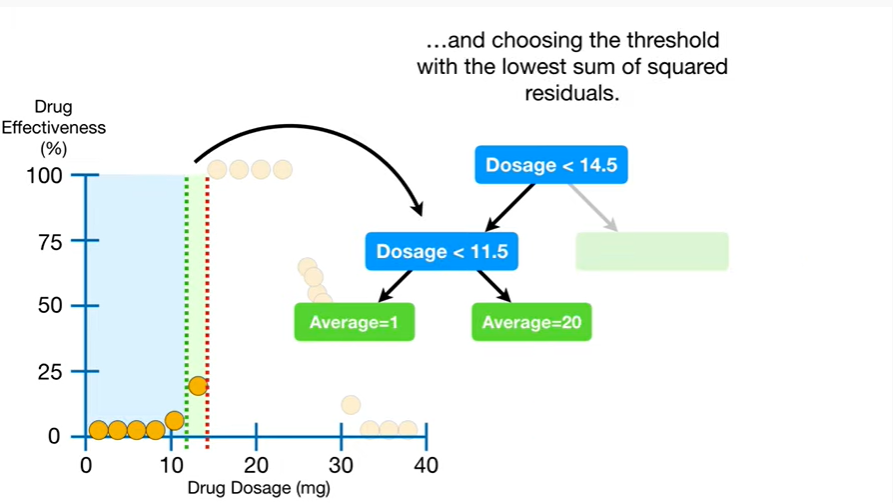 …and choosing the threshold
with the lowest sum of squared
residuals.
Drug
Effectiveness
(%)
100
75
50
25
0
0 10 20 30 40
Drug Dosage (mg)
Dosage < 14.5
Dosage < 11.5
Average=1
Average=20